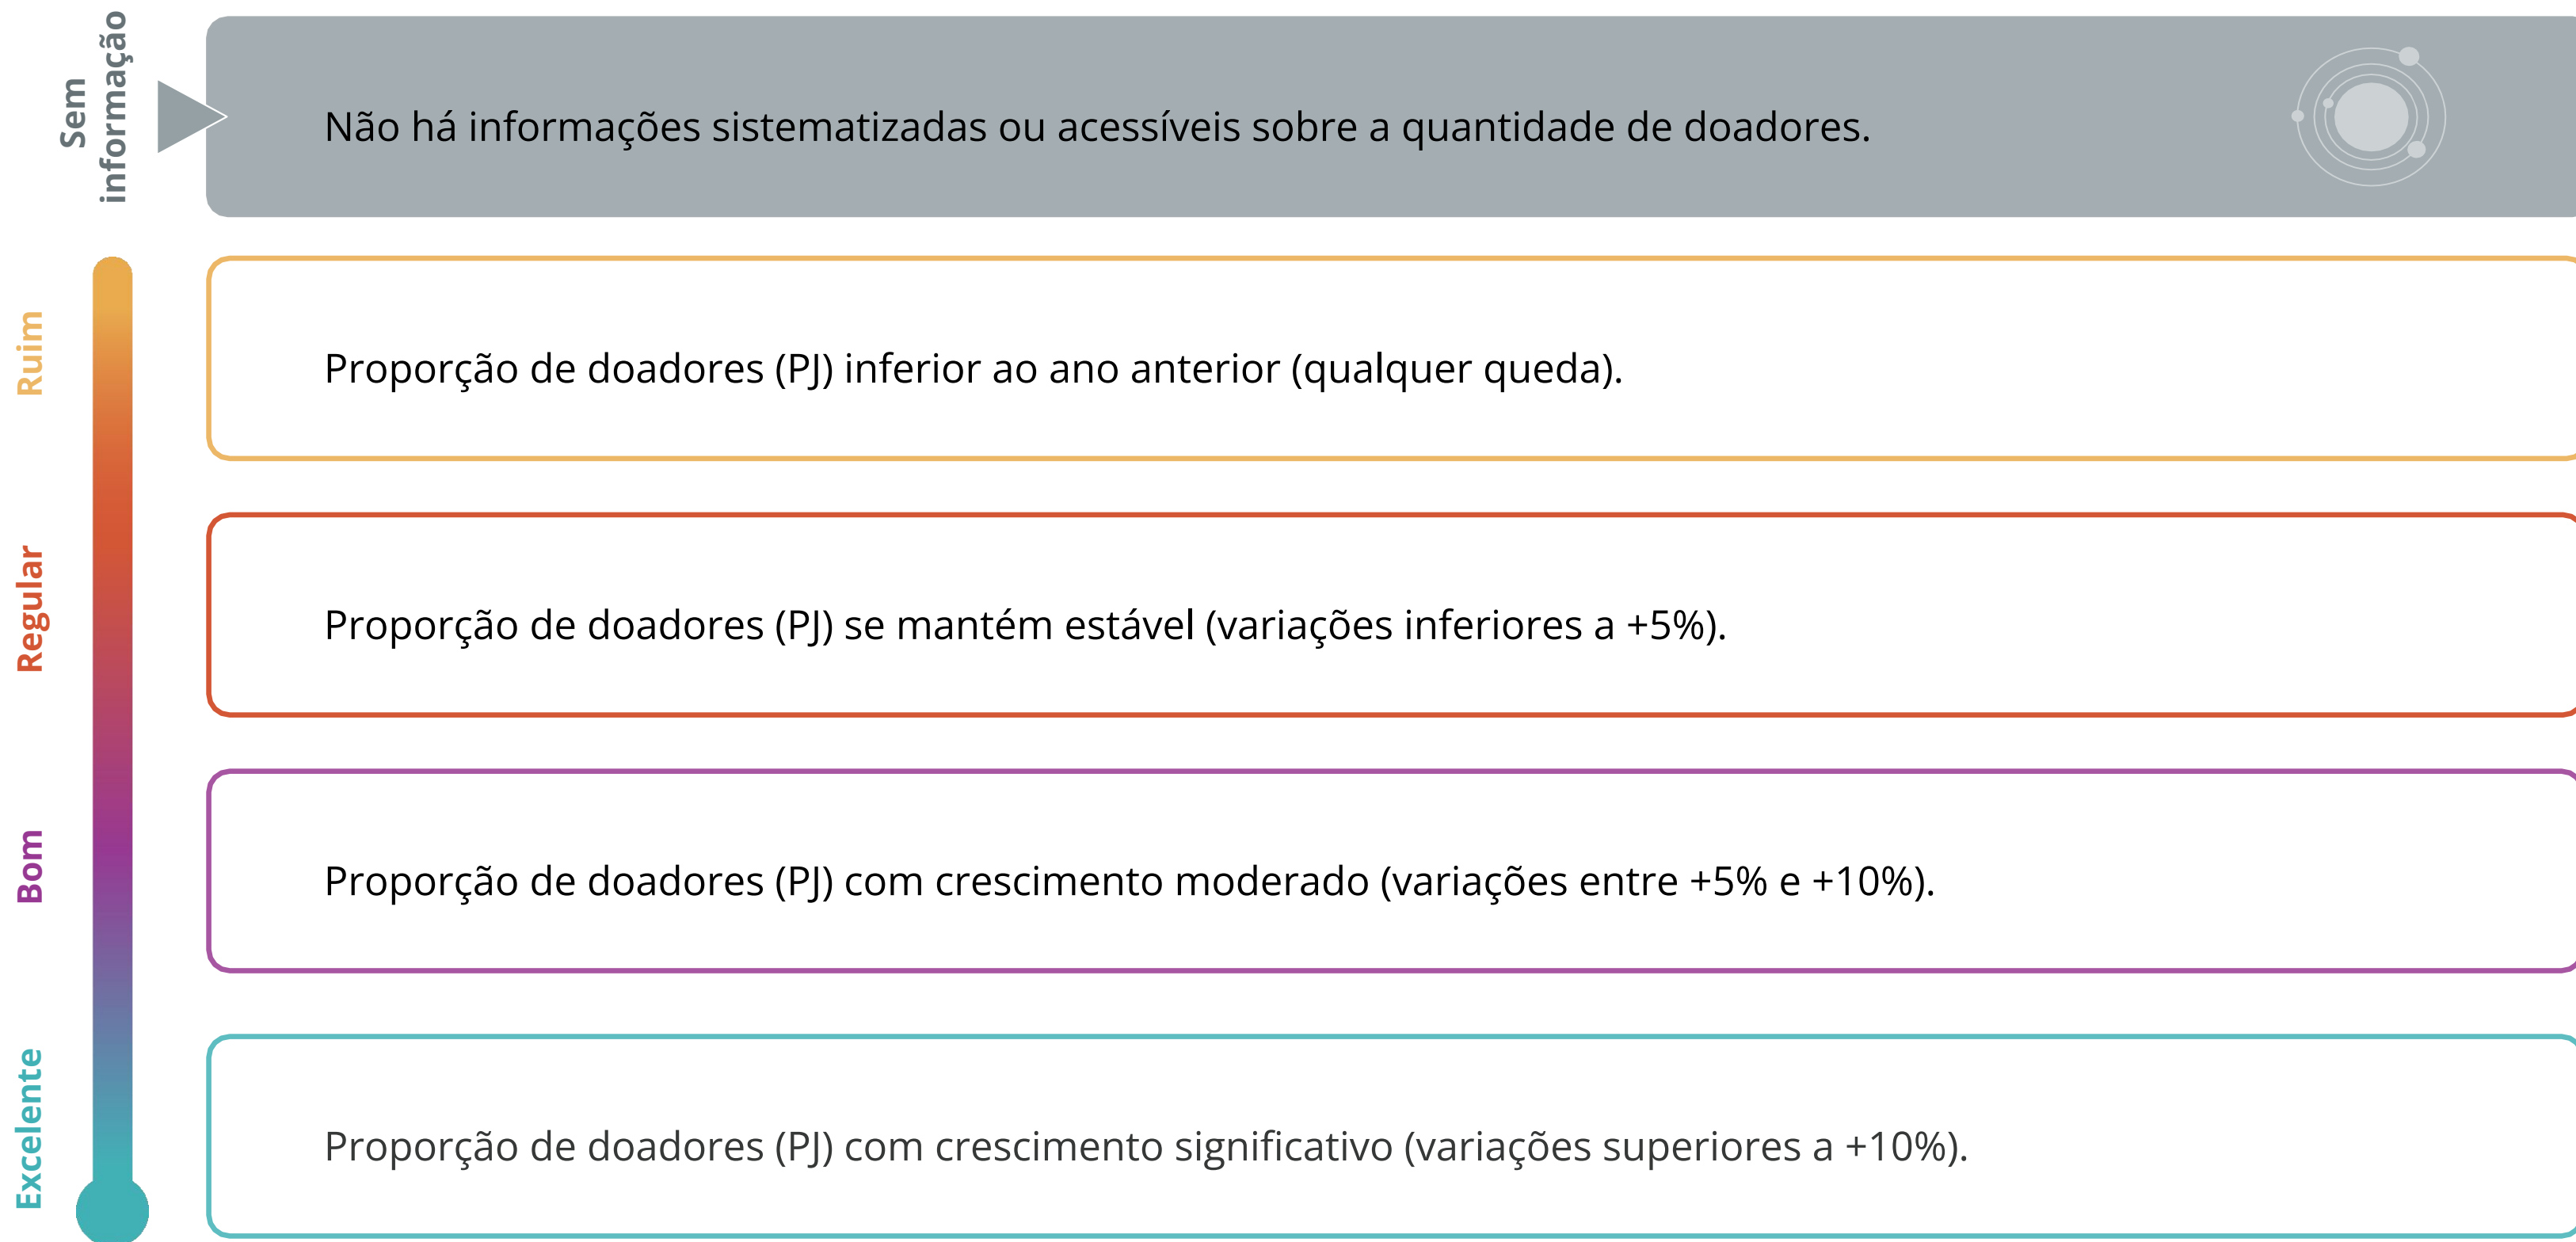 Sem
informação
Não há informações sistematizadas ou acessíveis sobre a quantidade de doadores.
Ruim
Proporção de doadores (PJ) inferior ao ano anterior (qualquer queda).
Regular
Proporção de doadores (PJ) se mantém estável (variações inferiores a +5%).
Bom
Proporção de doadores (PJ) com crescimento moderado (variações entre +5% e +10%).
Excelente
Proporção de doadores (PJ) com crescimento significativo (variações superiores a +10%).